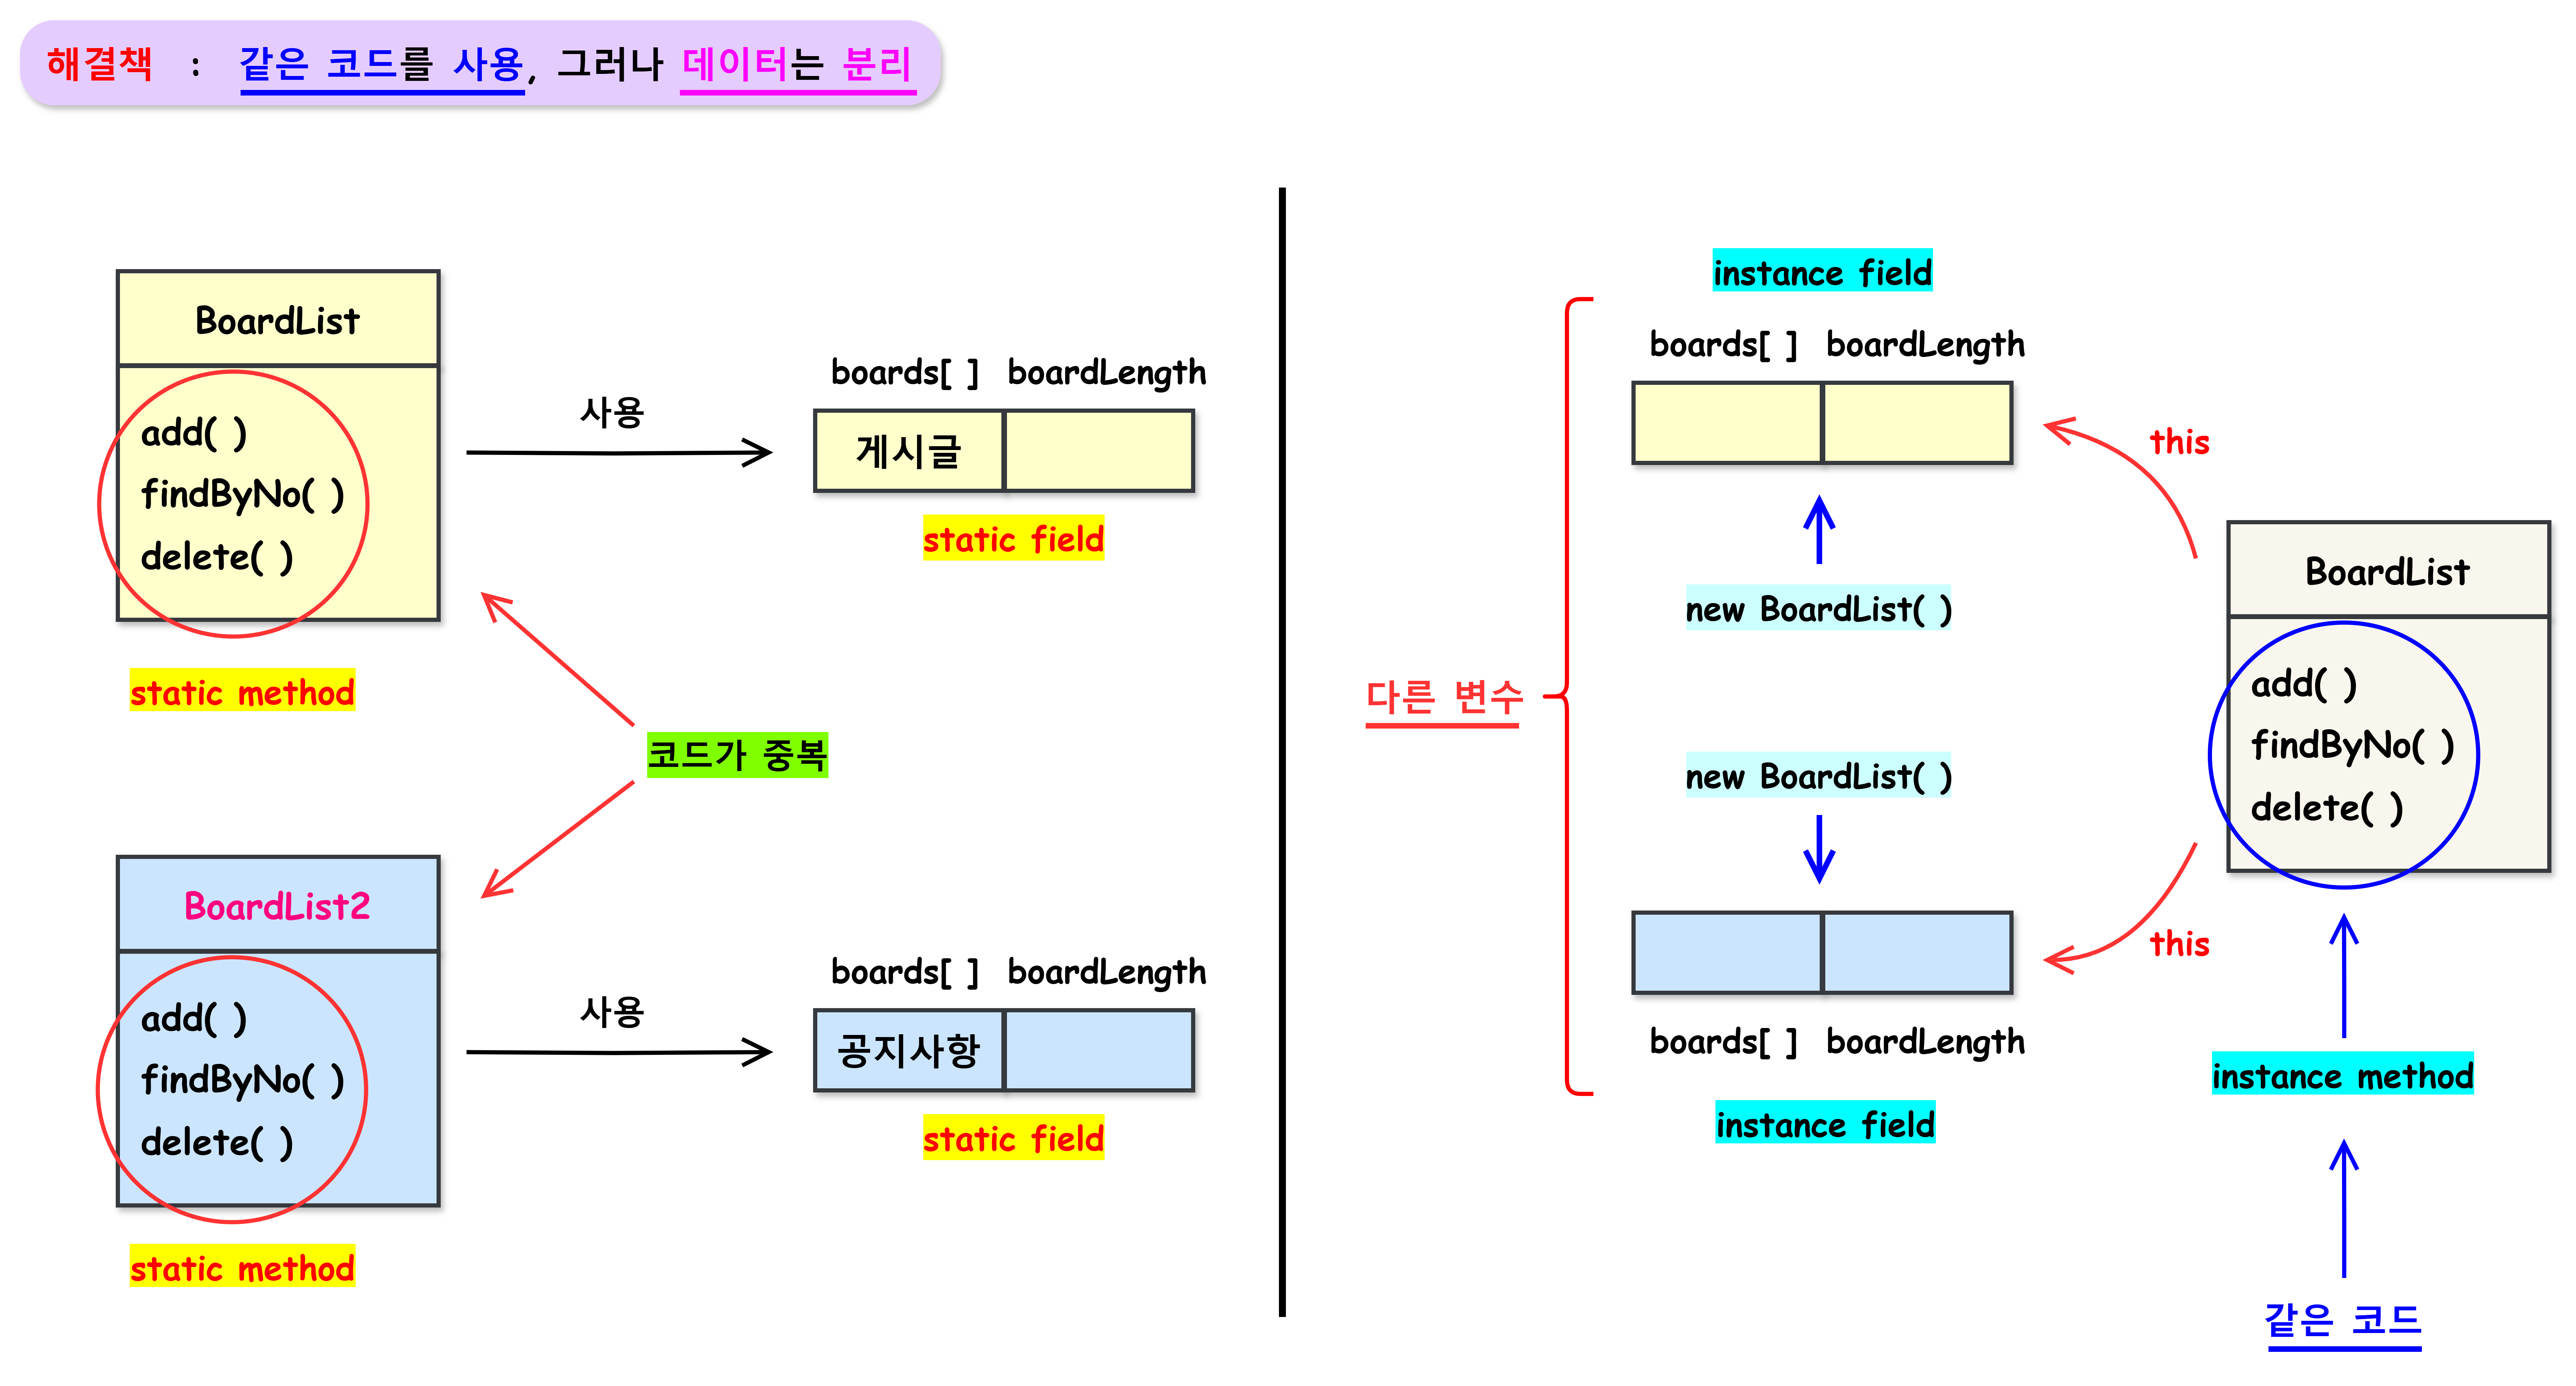 해결책 : 같은 코드를 사용, 그러나 데이터는 분리
BoardList
add( )
findByNo( )
delete( )
static method
사용
boards[ ] boardLength
게시글
static field
코드가 중복
BoardList2
add( )
findByNo( )
delete( )
static method
사용
boards[ ] boardLength
공지사항
static field
instance field
boards[ ] boardLength
new BoardList( )
다른 변수
new BoardList( )
boards[ ] boardLength
instance field
this
BoardList
add( )
findByNo( )
delete( )
this
instance method
같은 코드